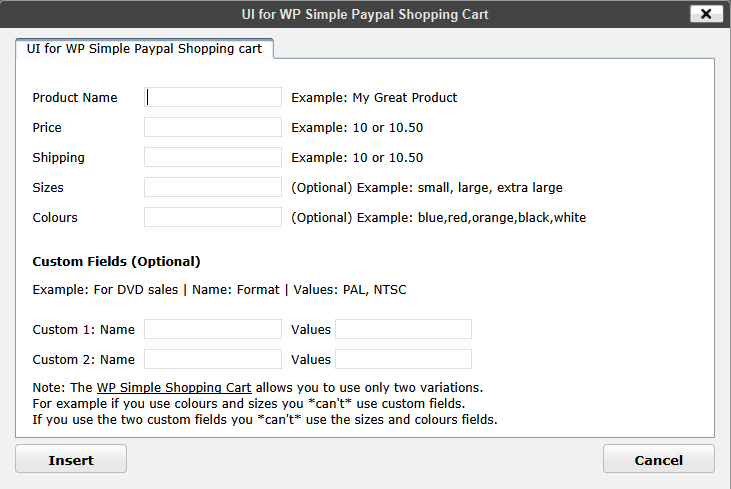 UI for WP Simple Paypal Shopping Cart
UI for WP Simple Paypal Shopping cart
Product Name Example: My Great Product
Price Example: 10 or 10.50
Shipping Example: 10 or 10.50
Sizes (Optional) Example: small, large, extra large
Colours (Optional) Example: blue,red,orange,black,white
Custom Fields (Optional)
Example: For DVD sales | Name: Format | Values: PAL, NTSC
Custom 1: Name Values
Custom 2: Name Values
Note: The WP Simple Shopping Cart allows you to use only two variations.
For example if you use colours and sizes you *can't* use custom fields.
If you use the two custom fields you *can't* use the sizes and colours fields.
Insert Cancel